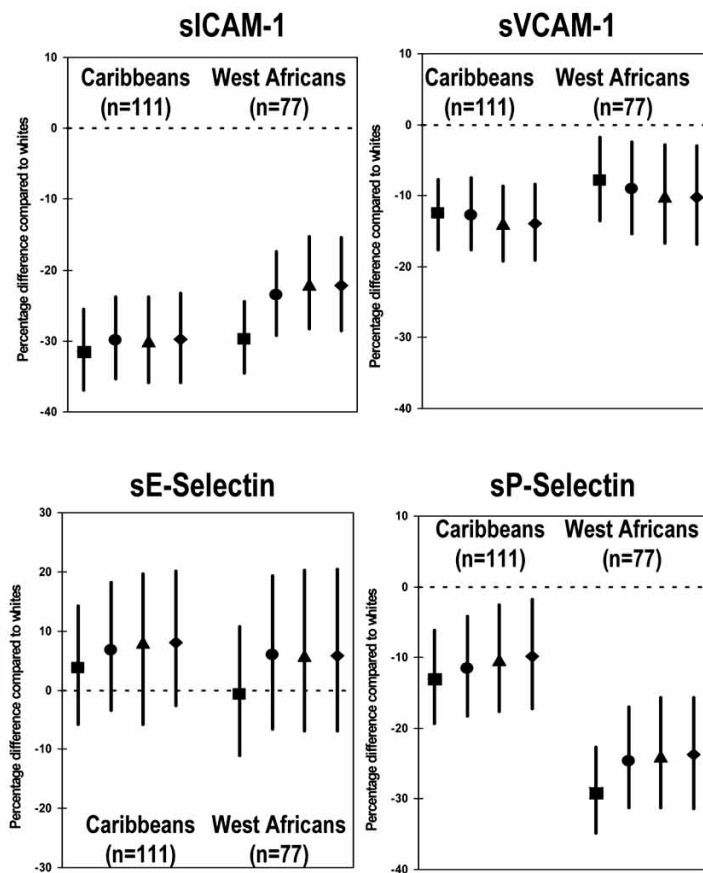 sICAM-1
Percentage difference compared to whites
10
0
-10
-20
-30
-40
Caribbeans West Africans
(n=111) (n=77)
sVCAM-1
Percentage difference compared to whites
10
0
-10
-20
-30
-40
Caribbeans West Africans
(n=111) (n=77)
sE-Selectin
Percentage difference compared to whites
30
20
10
0
-10
-20
-30
Caribbeans West Africans
(n=111) (n=77)
sP-Selectin
Percentage difference compared to whites
10
0
-10
-20
-30
-40
Caribbeans West Africans
(n=111) (n=77)